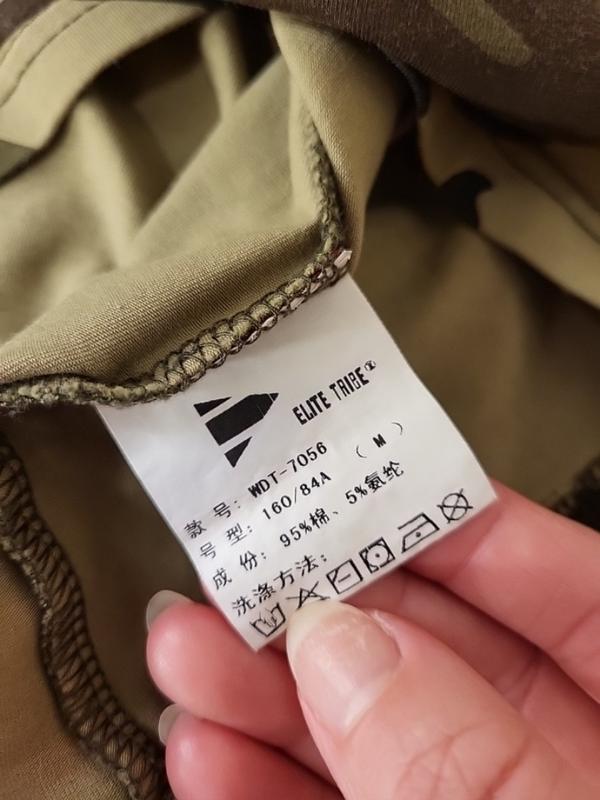 ELITE TRIBE®
款 号: WDT-7056 (M)
号 型: 160/84A
成 份: 95%棉、5%氨纶
洗涤方法: